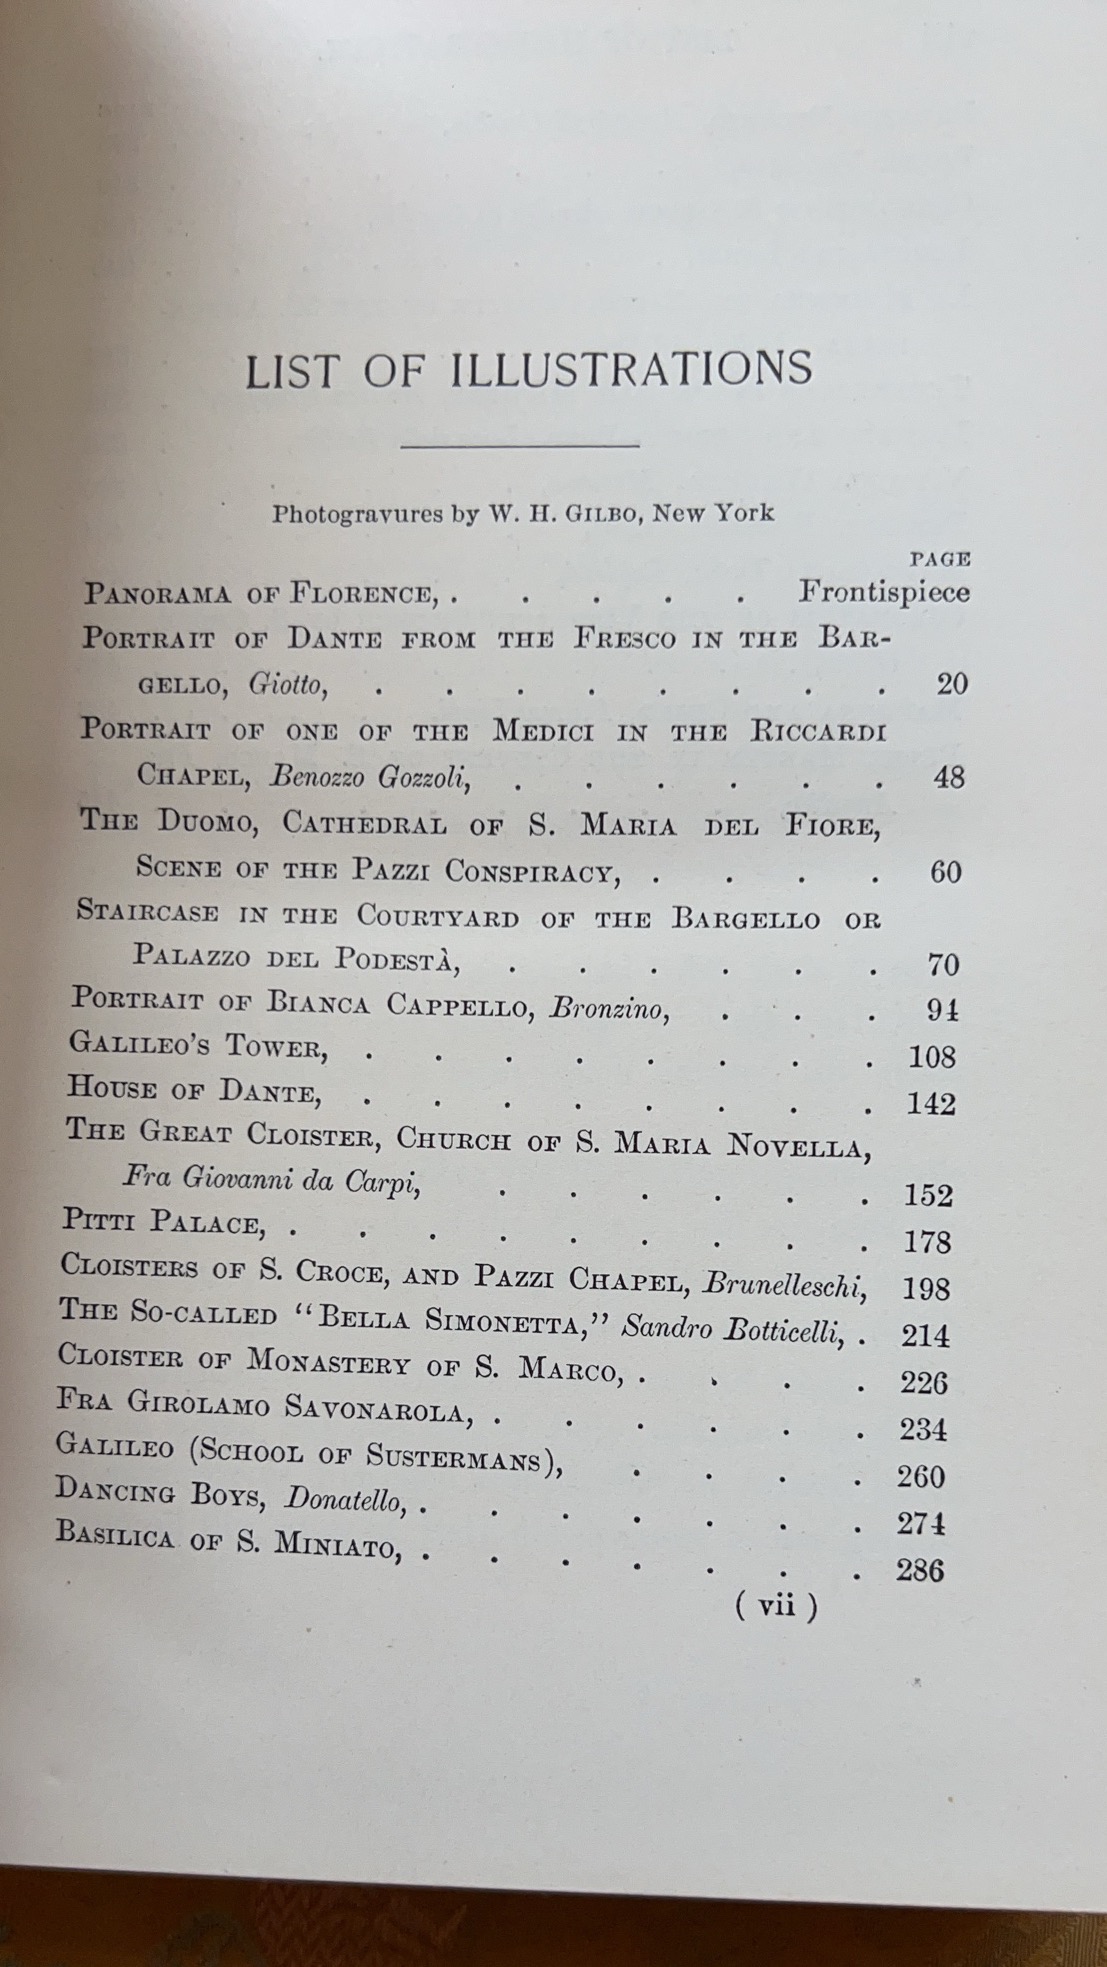 LIST OF ILLUSTRATIONS
Photogravures by W. H. GILBO, New York
PAGE
PANORAMA OF FLORENCE, . . . . . Frontispiece
PORTRAIT OF DANTE FROM THE FRESCO IN THE BAR-
GELLO, Giotto, . . . . . . . . 20
PORTRAIT OF ONE OF THE MEDICI IN THE RICCARDI
CHAPEL, Benozzo Gozzoli, . . . . . . 48
THE DUOMO, CATHEDRAL OF S. MARIA DEL FIORE,
SCENE OF THE PAZZI CONSPIRACY, . . . . 60
STAIRCASE IN THE COURTYARD OF THE BARGELLO OR
PALAZZO DEL PODESTÀ, . . . . . . 70
PORTRAIT OF BIANCA CAPPELLO, Bronzino, . . . 94
GALILEO'S TOWER, . . . . . . . . 108
HOUSE OF DANTE, . . . . . . . . 142
THE GREAT CLOISTER, CHURCH OF S. MARIA NOVELLA,
Fra Giovanni da Carpi, . . . . . . 152
PITTI PALACE, . . . . . . . . . 178
CLOISTERS OF S. CROCE, AND PAZZI CHAPEL, Brunelleschi, 198
THE SO-CALLED "BELLA SIMONETTA," Sandro Botticelli, . 214
CLOISTER OF MONASTERY OF S. MARCO, . . . . 226
FRA GIROLAMO SAVONAROLA, . . . . . . 234
GALILEO (SCHOOL OF SUSTERMANS), . . . . 260
DANCING BOYS, Donatello, . . . . . . . 274
BASILICA OF S. MINIATO, . . . . . . . 286
( vii )